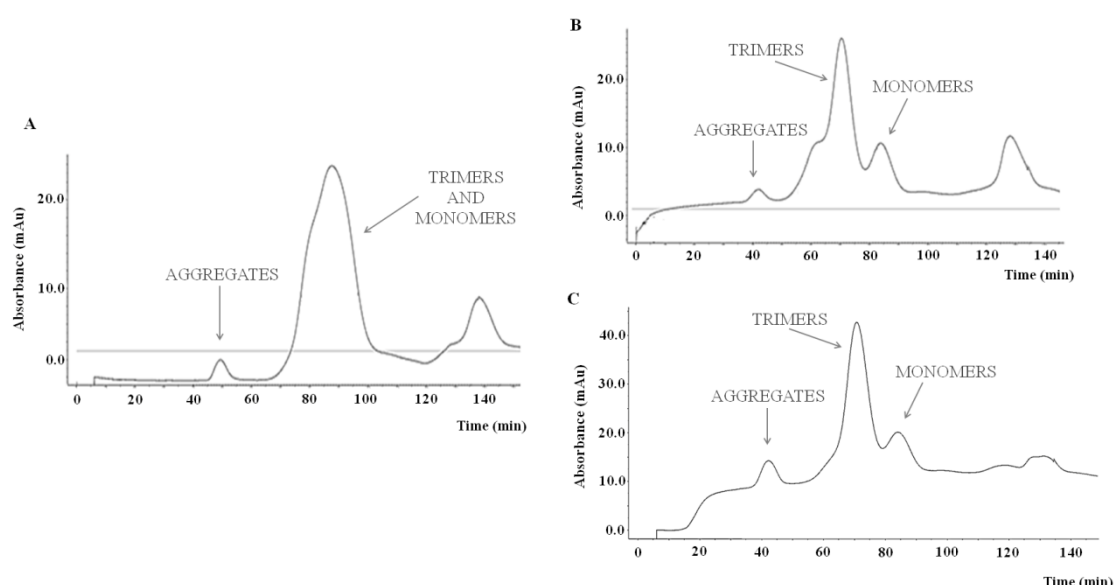 A
Absorbance (mAu)
20.0
10.0
0.0
AGGREGATES
TRIMERS
AND
MONOMERS
0 20 40 60 80 100 120 140
Time (min)
B
Absorbance (mAu)
20.0
10.0
0.0
TRIMERS
MONOMERS
AGGREGATES
0 20 40 60 80 100 120 140
Time (min)
C
Absorbance (mAu)
40.0
30.0
20.0
10.0
0.0
TRIMERS
MONOMERS
AGGREGATES
0 20 40 60 80 100 120 140
Time (min)